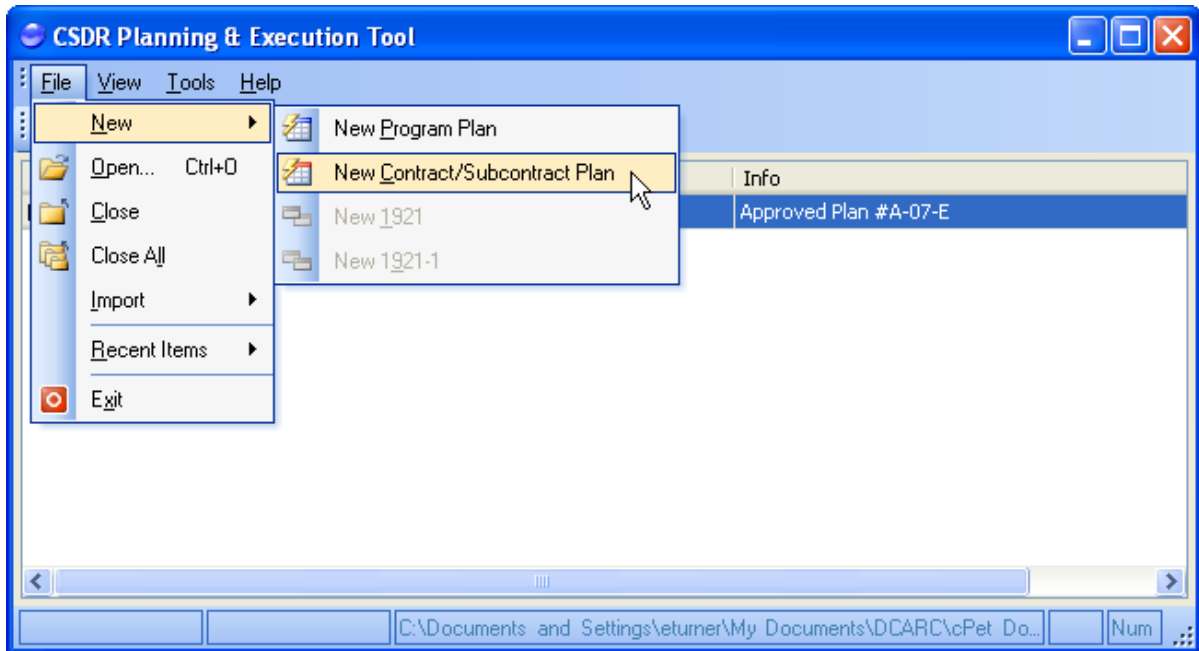 CSDR Planning & Execution Tool
File View Tools Help
New
Open... Ctrl+O
Close
Close All
Import
Recent Items
Exit
New Program Plan
New Contract/Subcontract Plan
New 1921
New 1921-1
Info
Approved Plan #A-07-E
C:\Documents and Settings\eturner\My Documents\DCARC\cPet Do...
Num